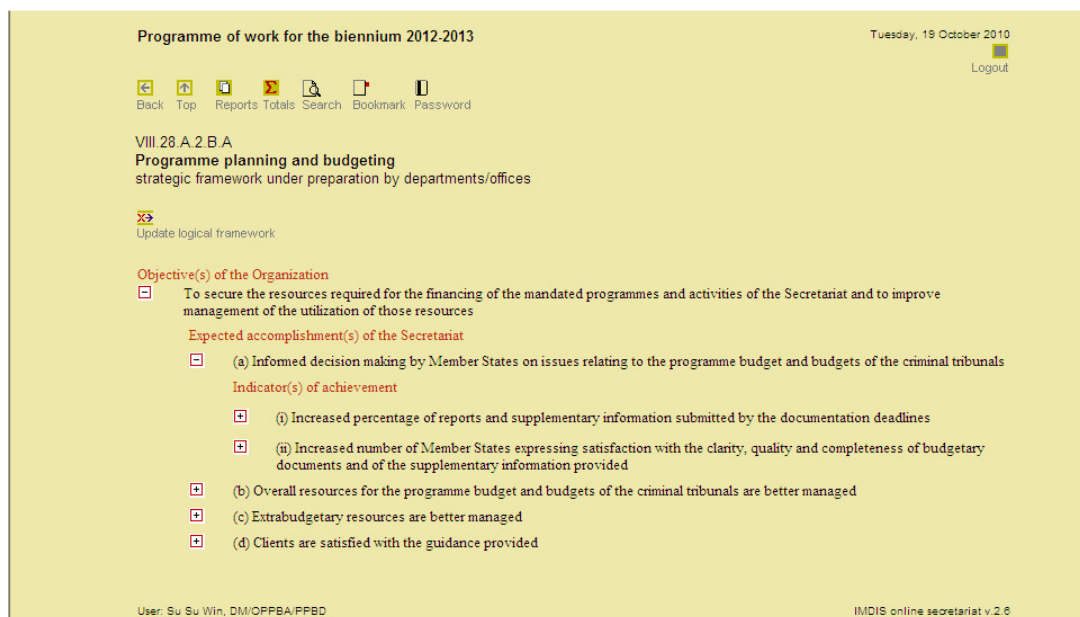 Programme of work for the biennium 2012-2013
Tuesday, 19 October 2010
Logout
Back Top Reports Totals Search Bookmark Password
VIII.28.A.2.B.A
Programme planning and budgeting
strategic framework under preparation by departments/offices
Update logical framework
Objective(s) of the Organization
To secure the resources required for the financing of the mandated programmes and activities of the Secretariat and to improve
management of the utilization of those resources
Expected accomplishment(s) of the Secretariat
(a) Informed decision making by Member States on issues relating to the programme budget and budgets of the criminal tribunals
Indicator(s) of achievement
(i) Increased percentage of reports and supplementary information submitted by the documentation deadlines
(ii) Increased number of Member States expressing satisfaction with the clarity, quality and completeness of budgetary
documents and of the supplementary information provided
(b) Overall resources for the programme budget and budgets of the criminal tribunals are better managed
(c) Extrabudgetary resources are better managed
(d) Clients are satisfied with the guidance provided
User: Su Su Win, DM/OPPBA/PPBD
IMDIS online secretariat v.2.6